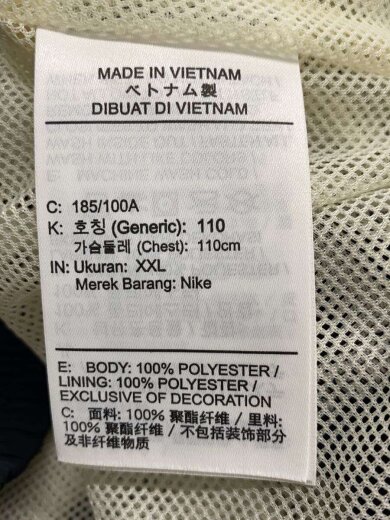 MADE IN VIETNAM
ベトナム製
DIBUAT DI VIETNAM
C: 185/100A
K: 호칭 (Generic): 110
가슴둘레 (Chest): 110cm
IN: Ukuran: XXL
Merek Barang: Nike
E: BODY: 100% POLYESTER /
LINING: 100% POLYESTER /
EXCLUSIVE OF DECORATION
C: 面料: 100% 聚酯纤维 / 里料:
100% 聚酯纤维 / 不包括装饰部分
及非纤维物质